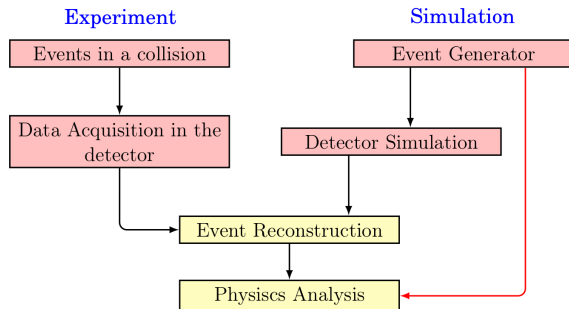 Experiment
Simulation
Events in a collision
Event Generator
Data Acquisition in the
detector
Detector Simulation
Event Reconstruction
Physiscs Analysis